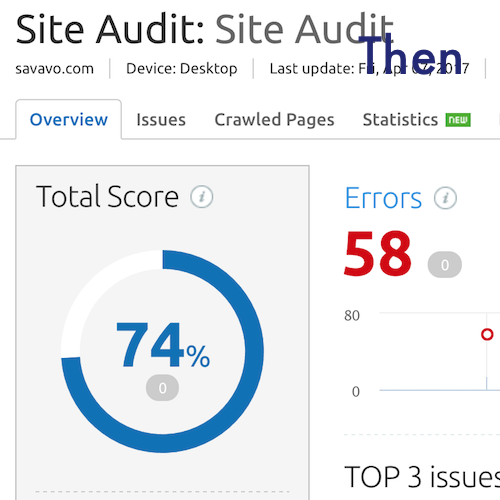 Site Audit: Site Audit
Then
savavo.com Device: Desktop Last update: Fri, Apr 07, 2017
Overview Issues Crawled Pages Statistics NEW
Total Score i
Errors i
58 0
74%
0
80
0
TOP 3 issues